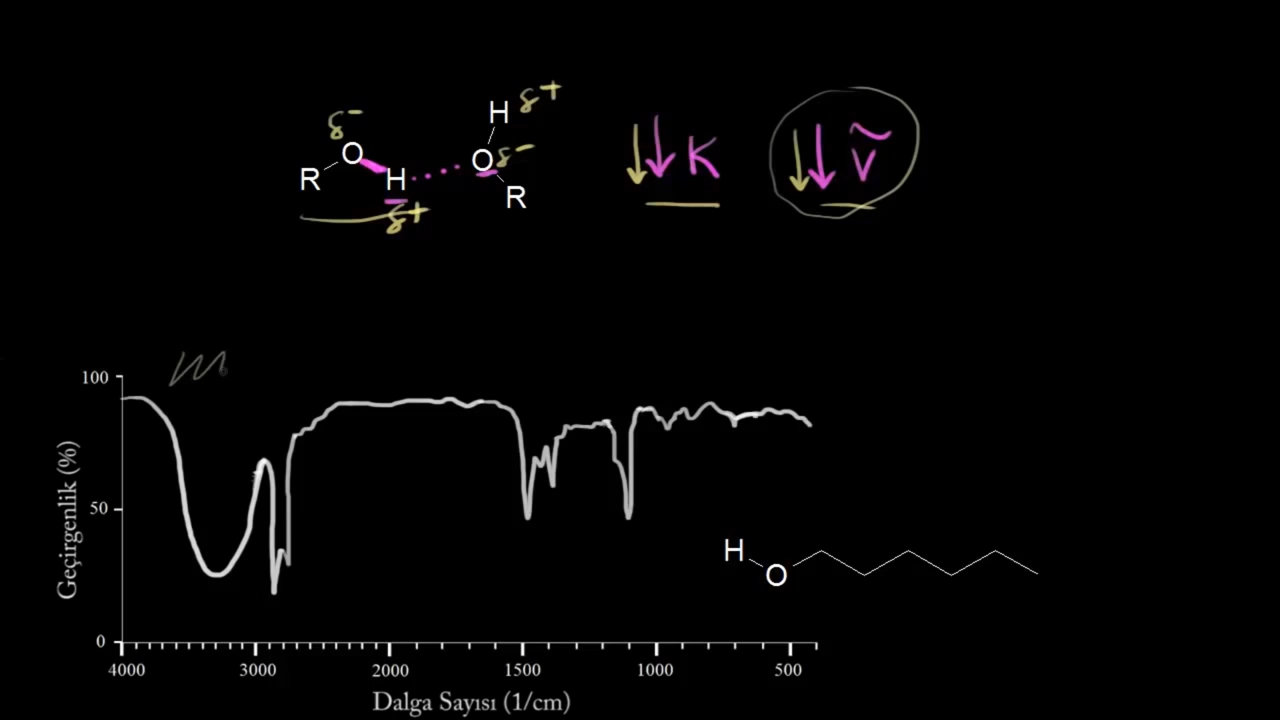 H δ+
δ-
O
O δ-
R
H
R
δ+
↓↓ K
↓↓ ṽ
100
50
0
Geçirgenlik (%)
4000 3000 2000 1500 1000 500
Dalga Sayısı (1/cm)
H
O